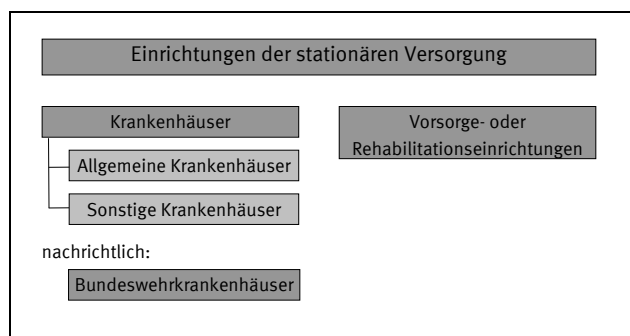 Einrichtungen der stationären Versorgung
Krankenhäuser
Allgemeine Krankenhäuser
Sonstige Krankenhäuser
nachrichtlich:
Bundeswehrkrankenhäuser
Vorsorge- oder
Rehabilitationseinrichtungen